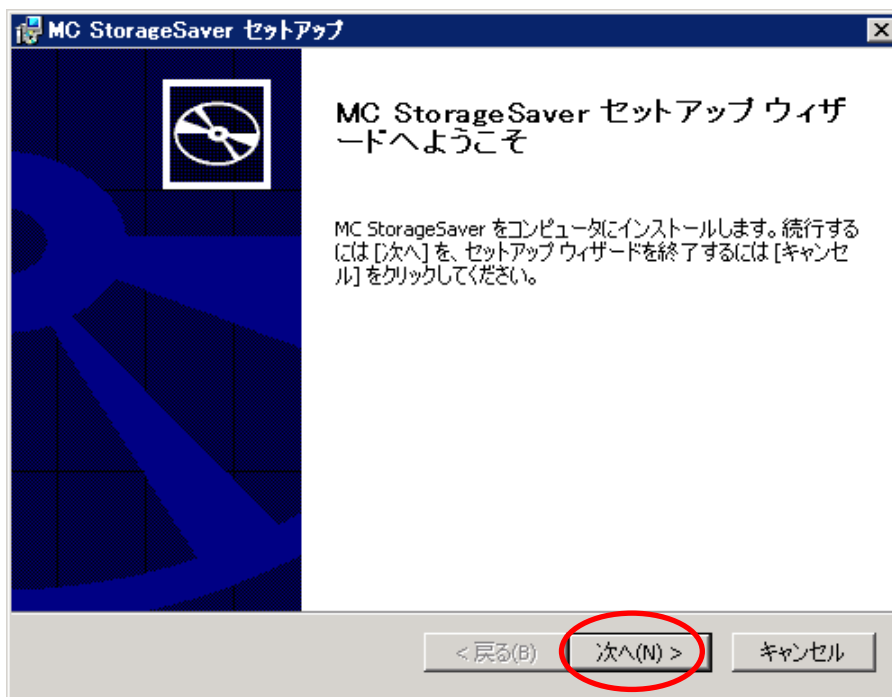 MC StorageSaver セットアップ
MC StorageSaver セットアップ ウィザ
ードへようこそ
MC StorageSaver をコンピュータにインストールします。続行する
には [次へ] を、セットアップ ウィザードを終了するには [キャンセ
ル] をクリックしてください。
< 戻る(B)
次へ(N) >
キャンセル